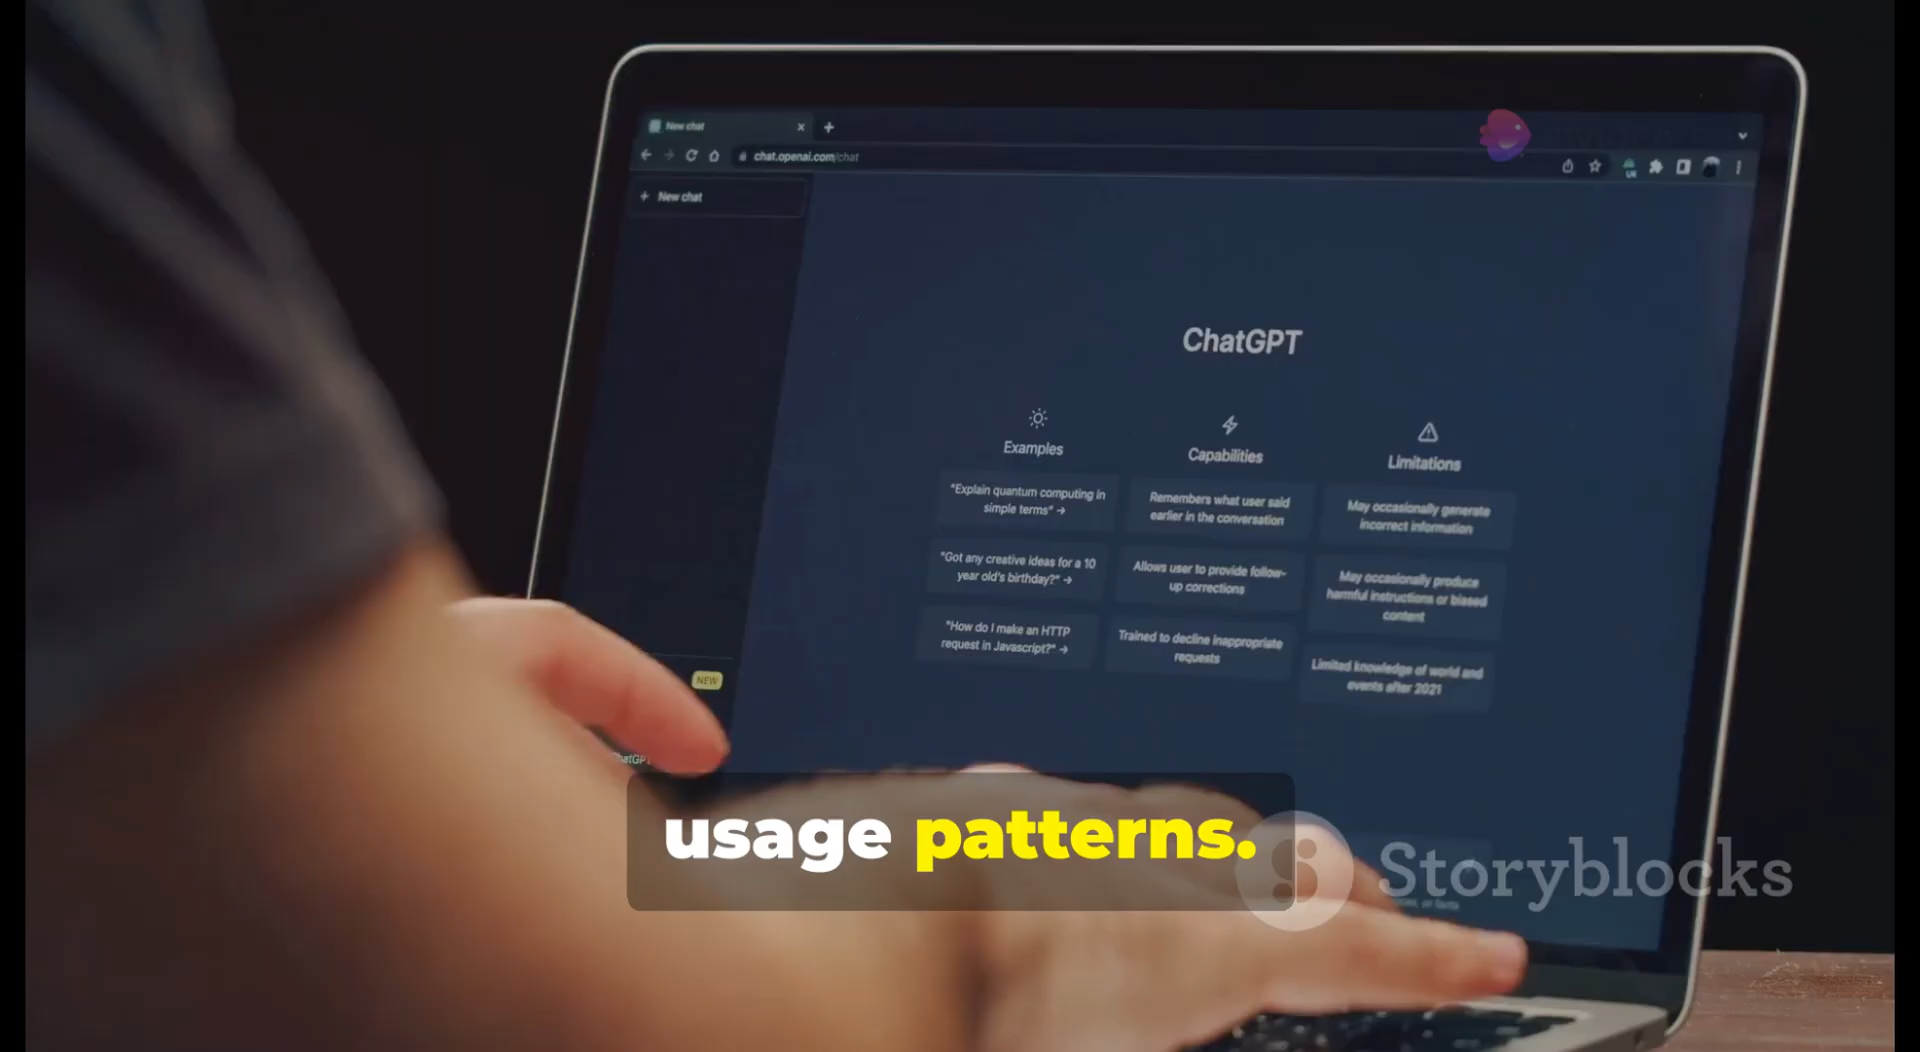 New chat
chat.openai.com/chat
New chat
ChatGPT
Examples
Capabilities
Limitations
"Explain quantum computing in
simple terms" →
"Got any creative ideas for a 10
year old's birthday?" →
"How do I make an HTTP
request in Javascript?" →
Remembers what user said
earlier in the conversation
Allows user to provide follow-
up corrections
Trained to decline inappropriate
requests
May occasionally generate
incorrect information
May occasionally produce
harmful instructions or biased
content
Limited knowledge of world and
events after 2021
NEW
usage patterns.
Storyblocks